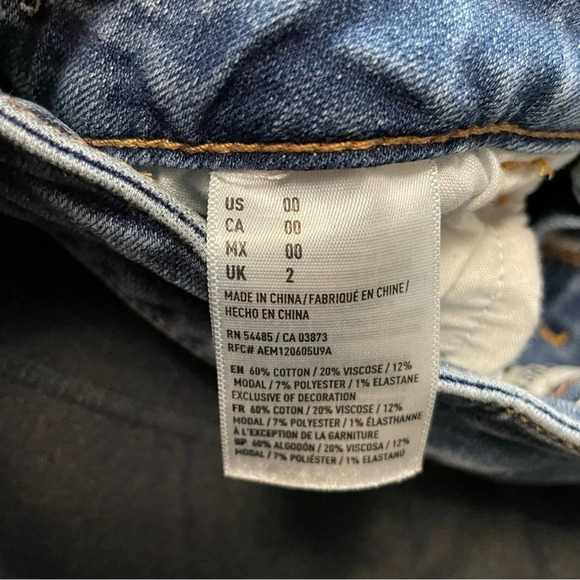 US 00
CA 00
MX 00
UK 2
MADE IN CHINA/FABRIQUÉ EN CHINE/
HECHO EN CHINA
RN 54485/CA 03873
RFC# AEM120605U9A
EN 60% COTTON/20% VISCOSE/12%
MODAL/7% POLYESTER/1% ELASTANE
EXCLUSIVE OF DECORATION
FR 60% COTON/20% VISCOSE/12%
MODAL/7% POLYESTER/1% ÉLASTHANNE
À L'EXCEPTION DE LA GARNITURE
SP 60% ALGODÓN/20% VISCOSA/12%
MODAL/7% POLIÉSTER/1% ELASTANO